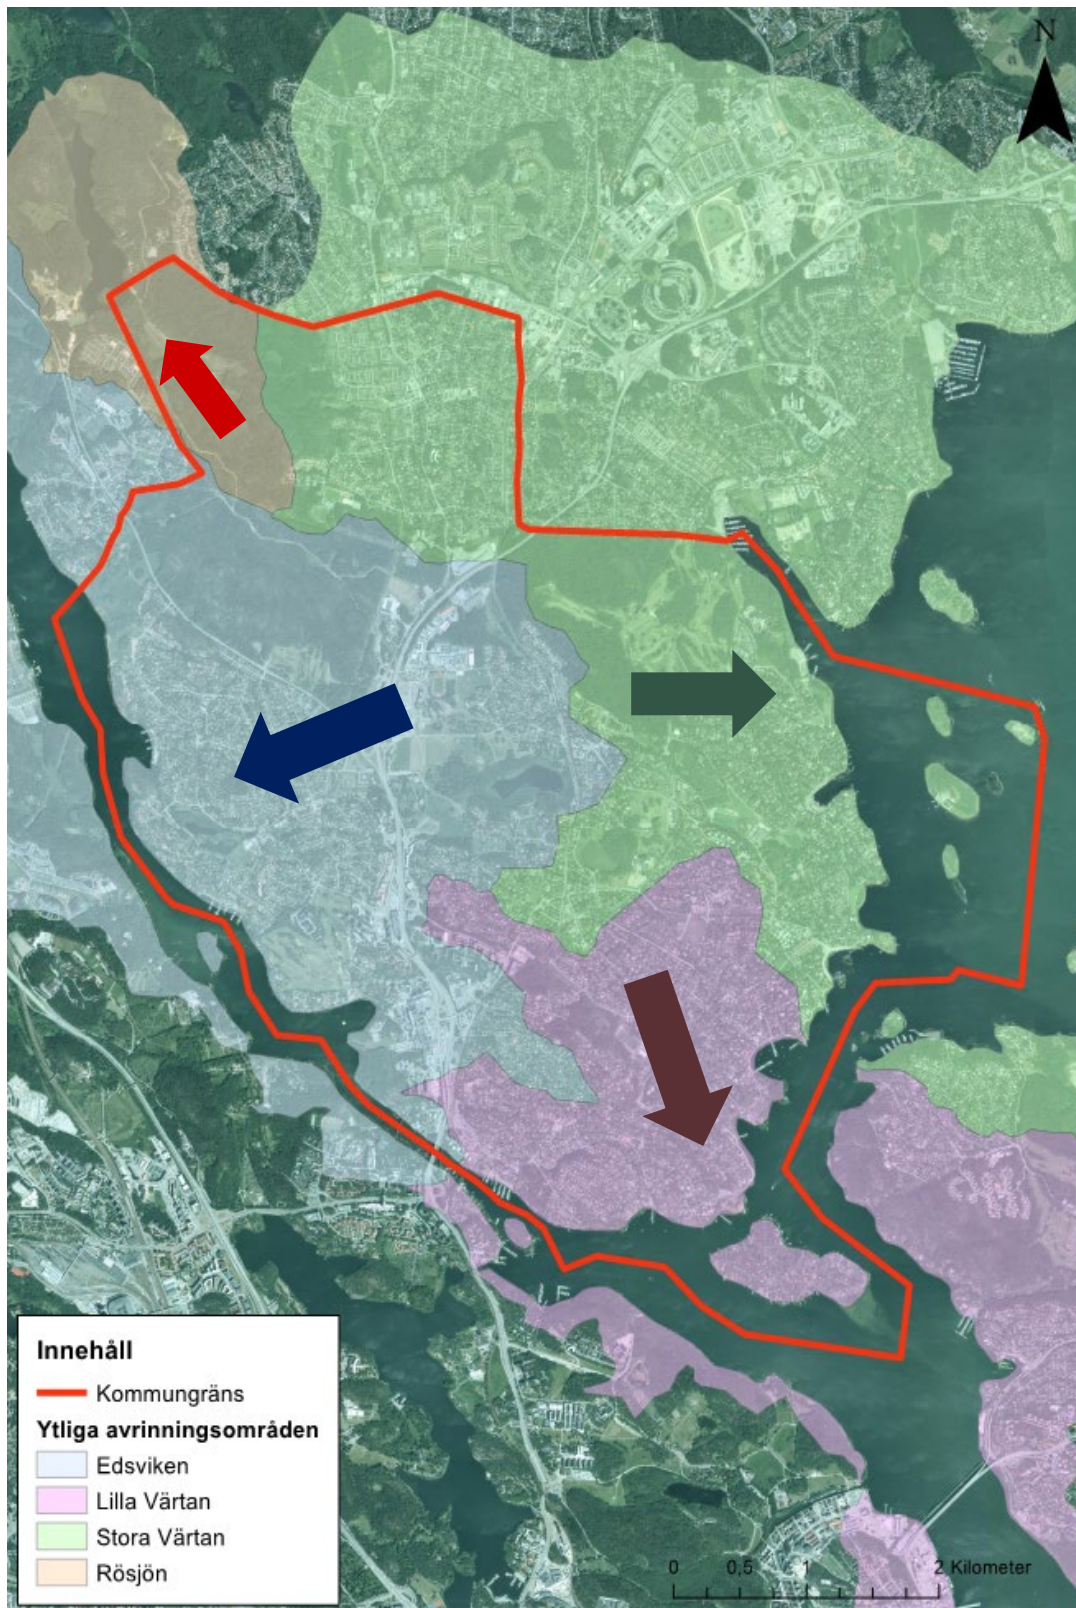 N
Innehåll
Kommungräns
Ytliga avrinningsområden
Edsviken
Lilla Värtan
Stora Värtan
Rösjön
0 0,5 1 2 Kilometer